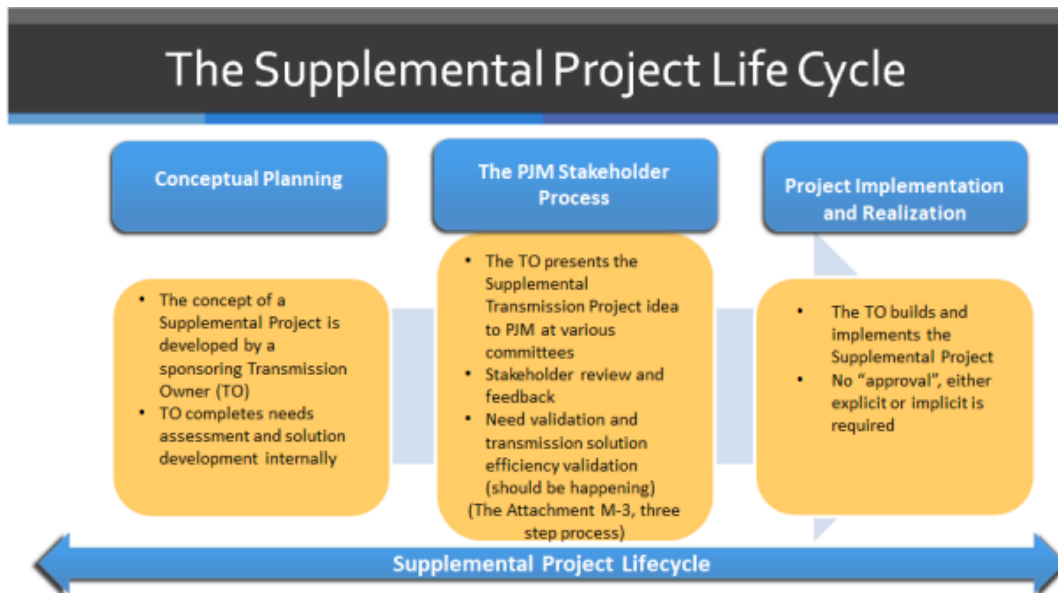 The Supplemental Project Life Cycle
Conceptual Planning
• The concept of a
Supplemental Project is
developed by a
sponsoring Transmission
Owner (TO)
• TO completes needs
assessment and solution
development internally
The PJM Stakeholder
Process
• The TO presents the
Supplemental
Transmission Project idea
to PJM at various
committees
• Stakeholder review and
feedback
• Need validation and
transmission solution
efficiency validation
(should be happening)
(The Attachment M-3, three
step process)
Project Implementation
and Realization
• The TO builds and
implements the
Supplemental Project
• No “approval”, either
explicit or implicit is
required
Supplemental Project Lifecycle